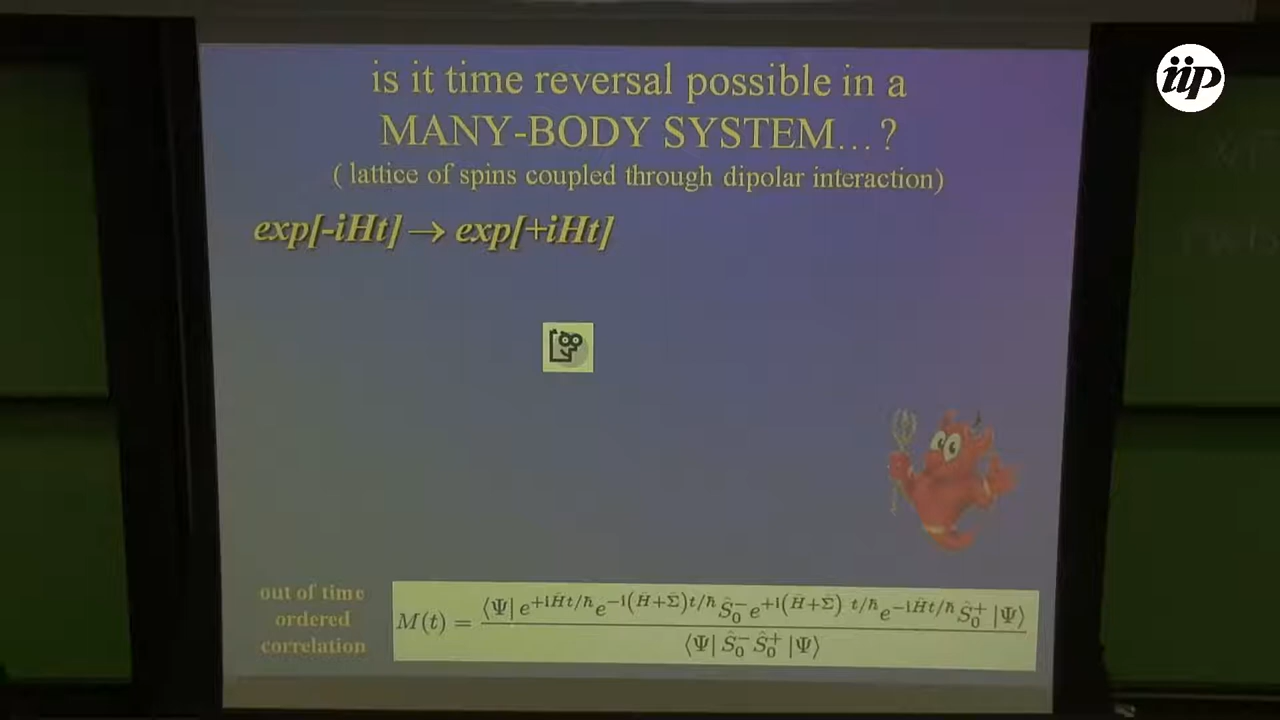 iip
is it time reversal possible in a
MANY-BODY SYSTEM...?
( lattice of spins coupled through dipolar interaction)
exp[-iHt] → exp[+iHt]
out of time
ordered
correlation
M(t) = ⟨Ψ| e^{+iĤt/ħ} e^{-i(Ĥ+Σ̂)t/ħ} Ŝ₀⁻ e^{+i(Ĥ+Σ̂) t/ħ} e^{-iĤt/ħ} Ŝ₀⁺ |Ψ⟩ / ⟨Ψ| Ŝ₀⁻ Ŝ₀⁺ |Ψ⟩